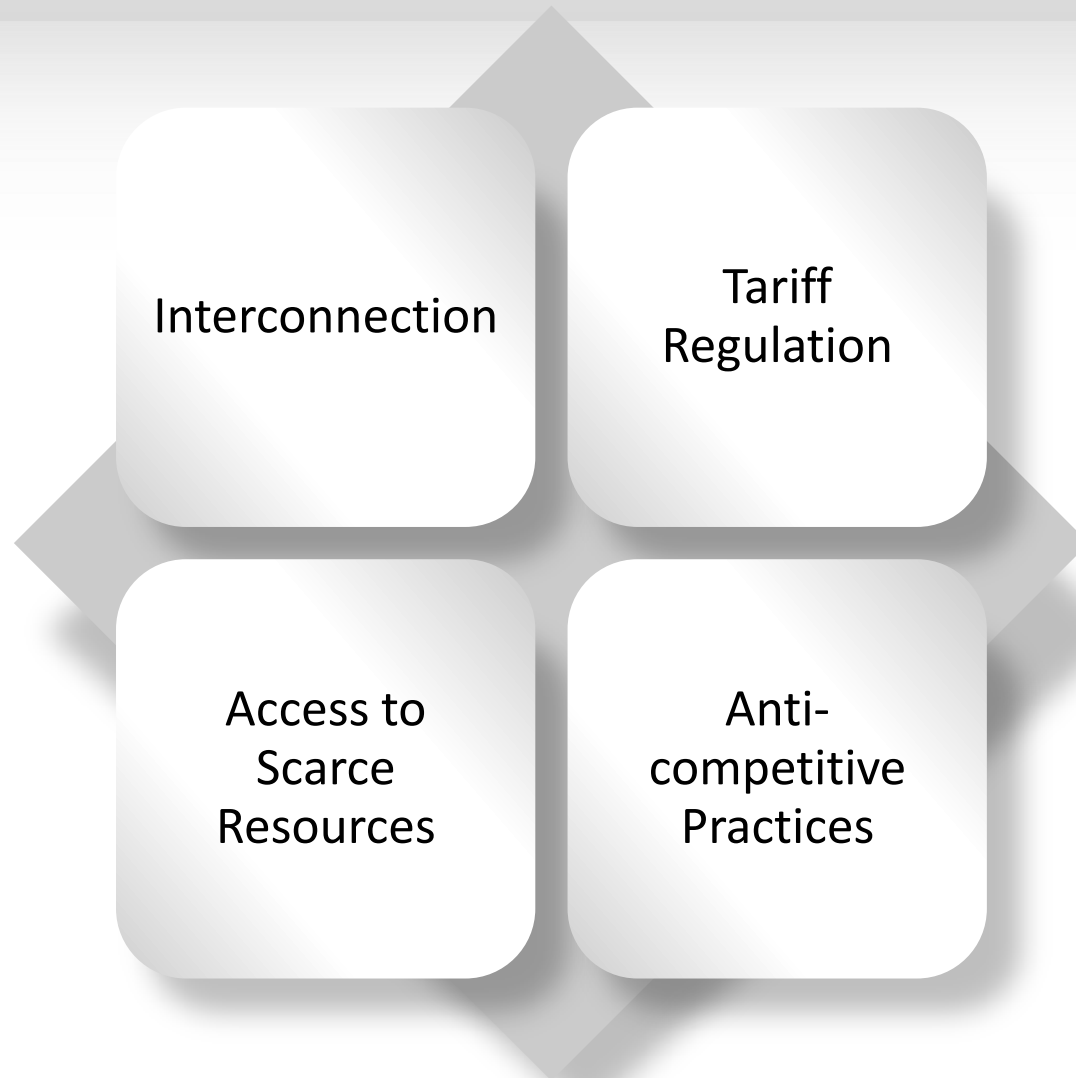 Interconnection
Tariff
Regulation
Access to
Scarce
Resources
Anti-
competitive
Practices